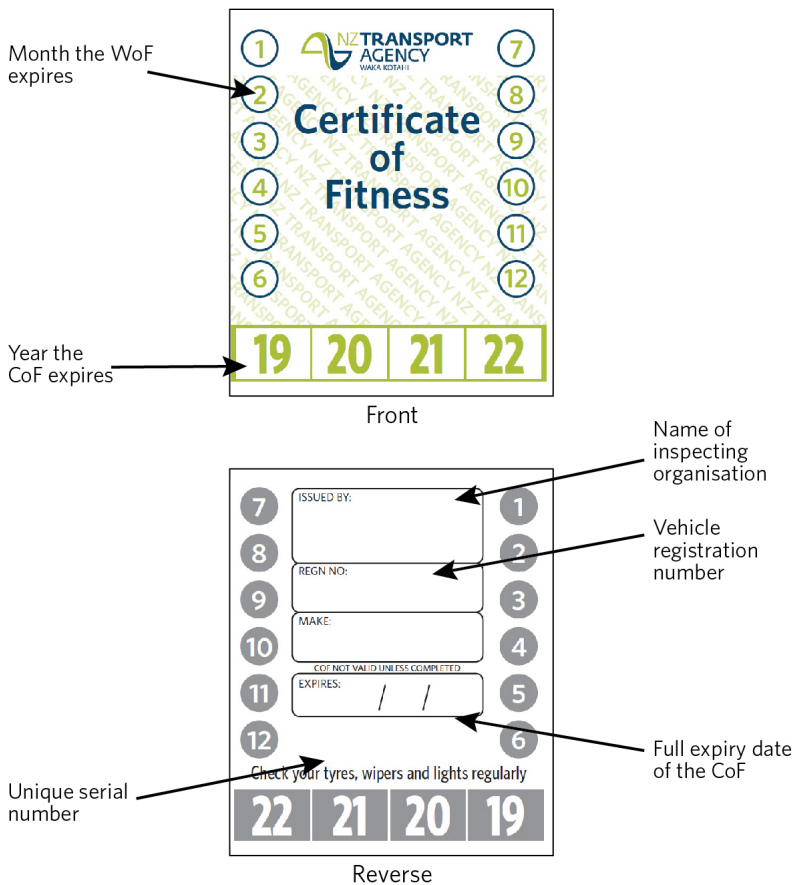 Month the WoF
expires
1
2
3
4
5
6
NZTRANSPORT
AGENCY
WAKA KOTAHI
Certificate
of
Fitness
7
8
9
10
11
12
Year the
CoF expires
19 20 21 22
Front
Name of
inspecting
organisation
Vehicle
registration
number
7
8
9
10
11
12
ISSUED BY:
REGN NO:
MAKE:
COF NOT VALID UNLESS COMPLETED
EXPIRES: / /
1
2
3
4
5
6
Full expiry date
of the CoF
Unique serial
number
Check your tyres, wipers and lights regularly
22 21 20 19
Reverse